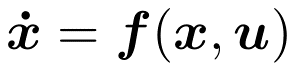 ẋ = f(x, u)